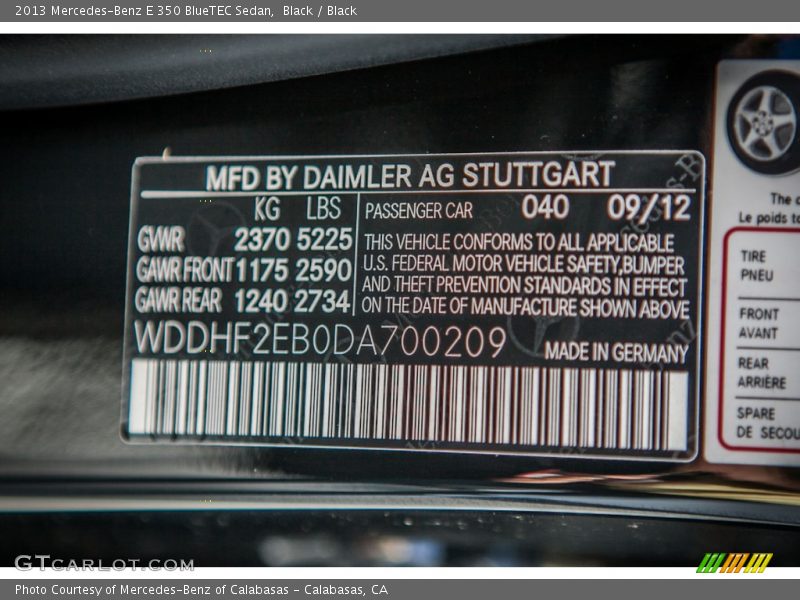 2013 Mercedes-Benz E 350 BlueTEC Sedan, Black / Black
MFD BY DAIMLER AG STUTTGART
KG LBS
GWR 2370 5225
GAWR FRONT 1175 2590
GAWR REAR 1240 2734
PASSENGER CAR 040 09/12
THIS VEHICLE CONFORMS TO ALL APPLICABLE
U.S. FEDERAL MOTOR VEHICLE SAFETY,BUMPER
AND THEFT PREVENTION STANDARDS IN EFFECT
ON THE DATE OF MANUFACTURE SHOWN ABOVE
WDDHF2EB0DA700209
MADE IN GERMANY
The
Le poids
TIRE
PNEU
FRONT
AVANT
REAR
ARRIÈRE
SPARE
DE
GTCARLOT.COM
Photo Courtesy of Mercedes-Benz of Calabasas - Calabasas, CA